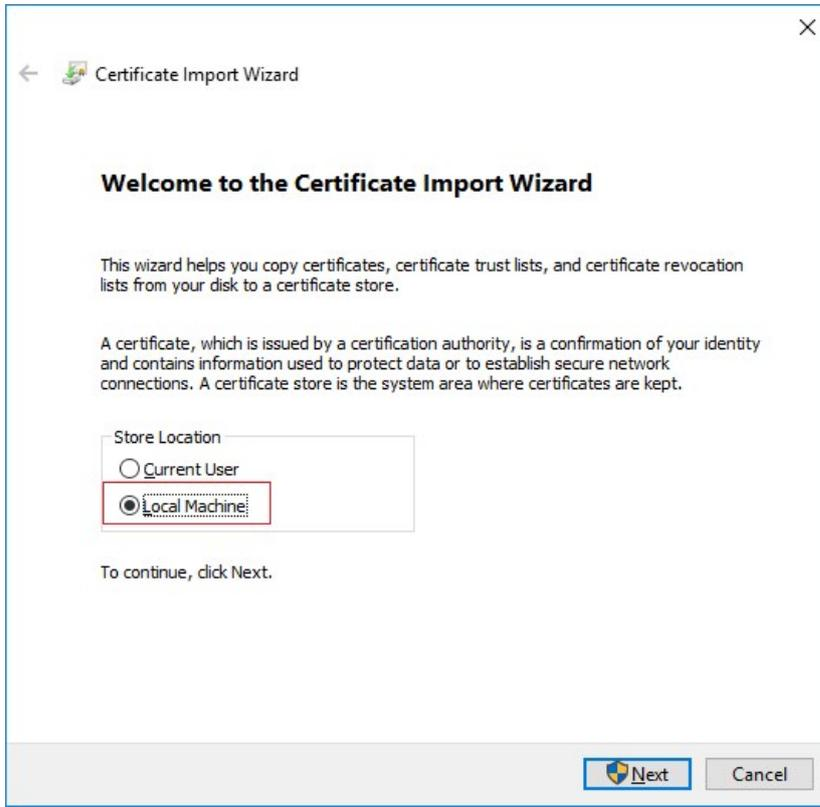 Certificate Import Wizard
Welcome to the Certificate Import Wizard
This wizard helps you copy certificates, certificate trust lists, and certificate revocation
lists from your disk to a certificate store.
A certificate, which is issued by a certification authority, is a confirmation of your identity
and contains information used to protect data or to establish secure network
connections. A certificate store is the system area where certificates are kept.
Store Location
Current User
Local Machine
To continue, click Next.
Next
Cancel